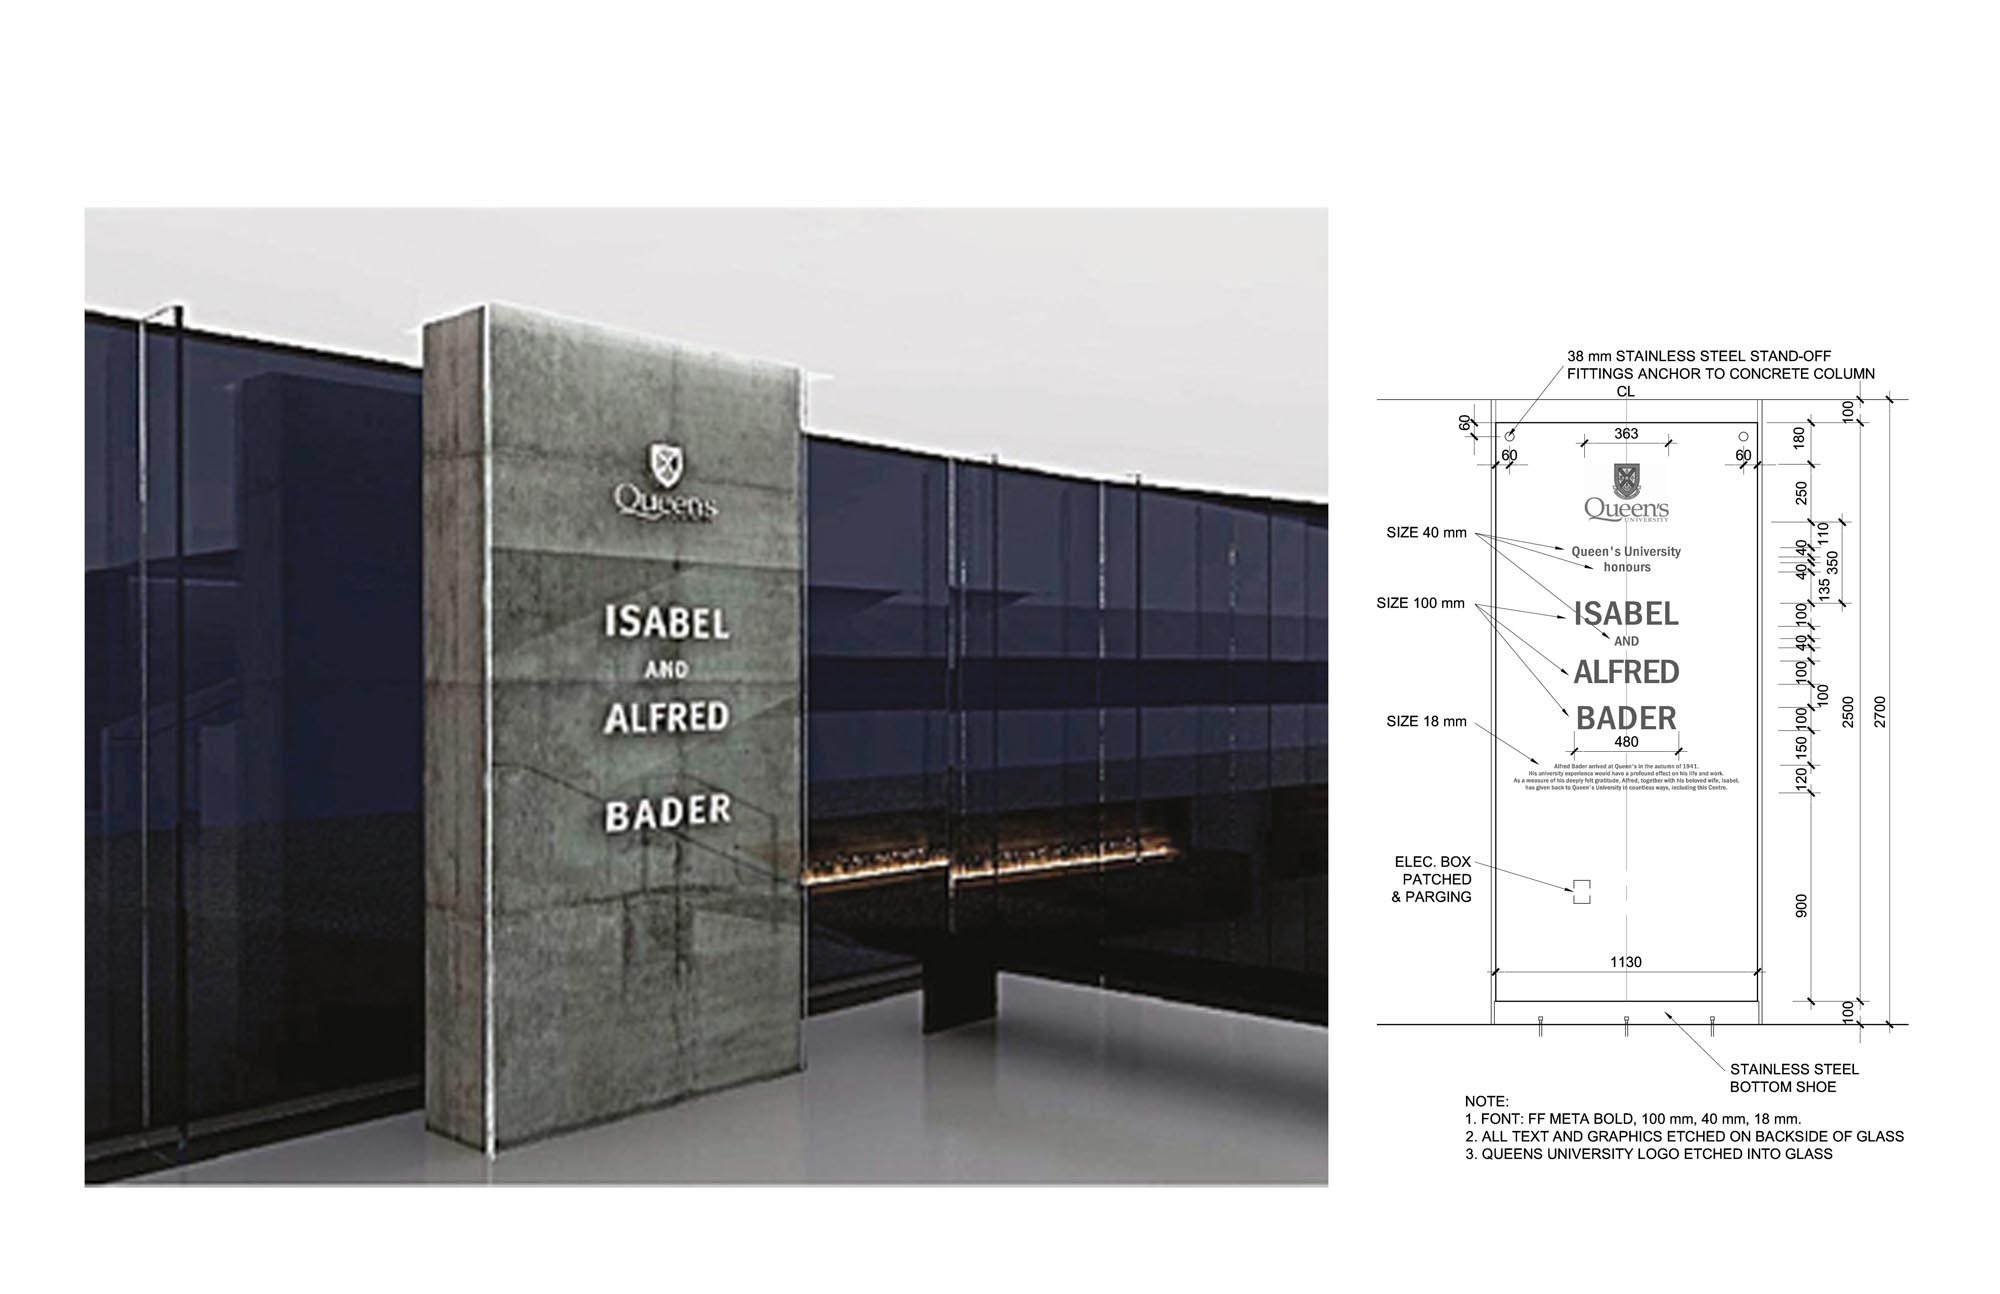 Queen's
ISABEL
AND
ALFRED
BADER
38 mm STAINLESS STEEL STAND-OFF
FITTINGS ANCHOR TO CONCRETE COLUMN
CL
60
363
60
60
Queen's
UNIVERSITY
SIZE 40 mm
Queen's University
honours
SIZE 100 mm
ISABEL
AND
ALFRED
BADER
480
SIZE 18 mm
Alfred Bader arrived at Queen's in the autumn of 1941.
His university experience would have a profound effect on his life and work.
As a measure of his deeply felt gratitude, Alfred, together with his beloved wife, Isabel,
has given back to Queen's University in countless ways, including this Centre.
ELEC. BOX
PATCHED
& PARGING
1130
100
180
250
110
40
40
350
135
100
40
100
100
100
150
120
900
2500
2700
100
STAINLESS STEEL
BOTTOM SHOE
NOTE:
1. FONT: FF META BOLD, 100 mm, 40 mm, 18 mm.
2. ALL TEXT AND GRAPHICS ETCHED ON BACKSIDE OF GLASS
3. QUEENS UNIVERSITY LOGO ETCHED INTO GLASS